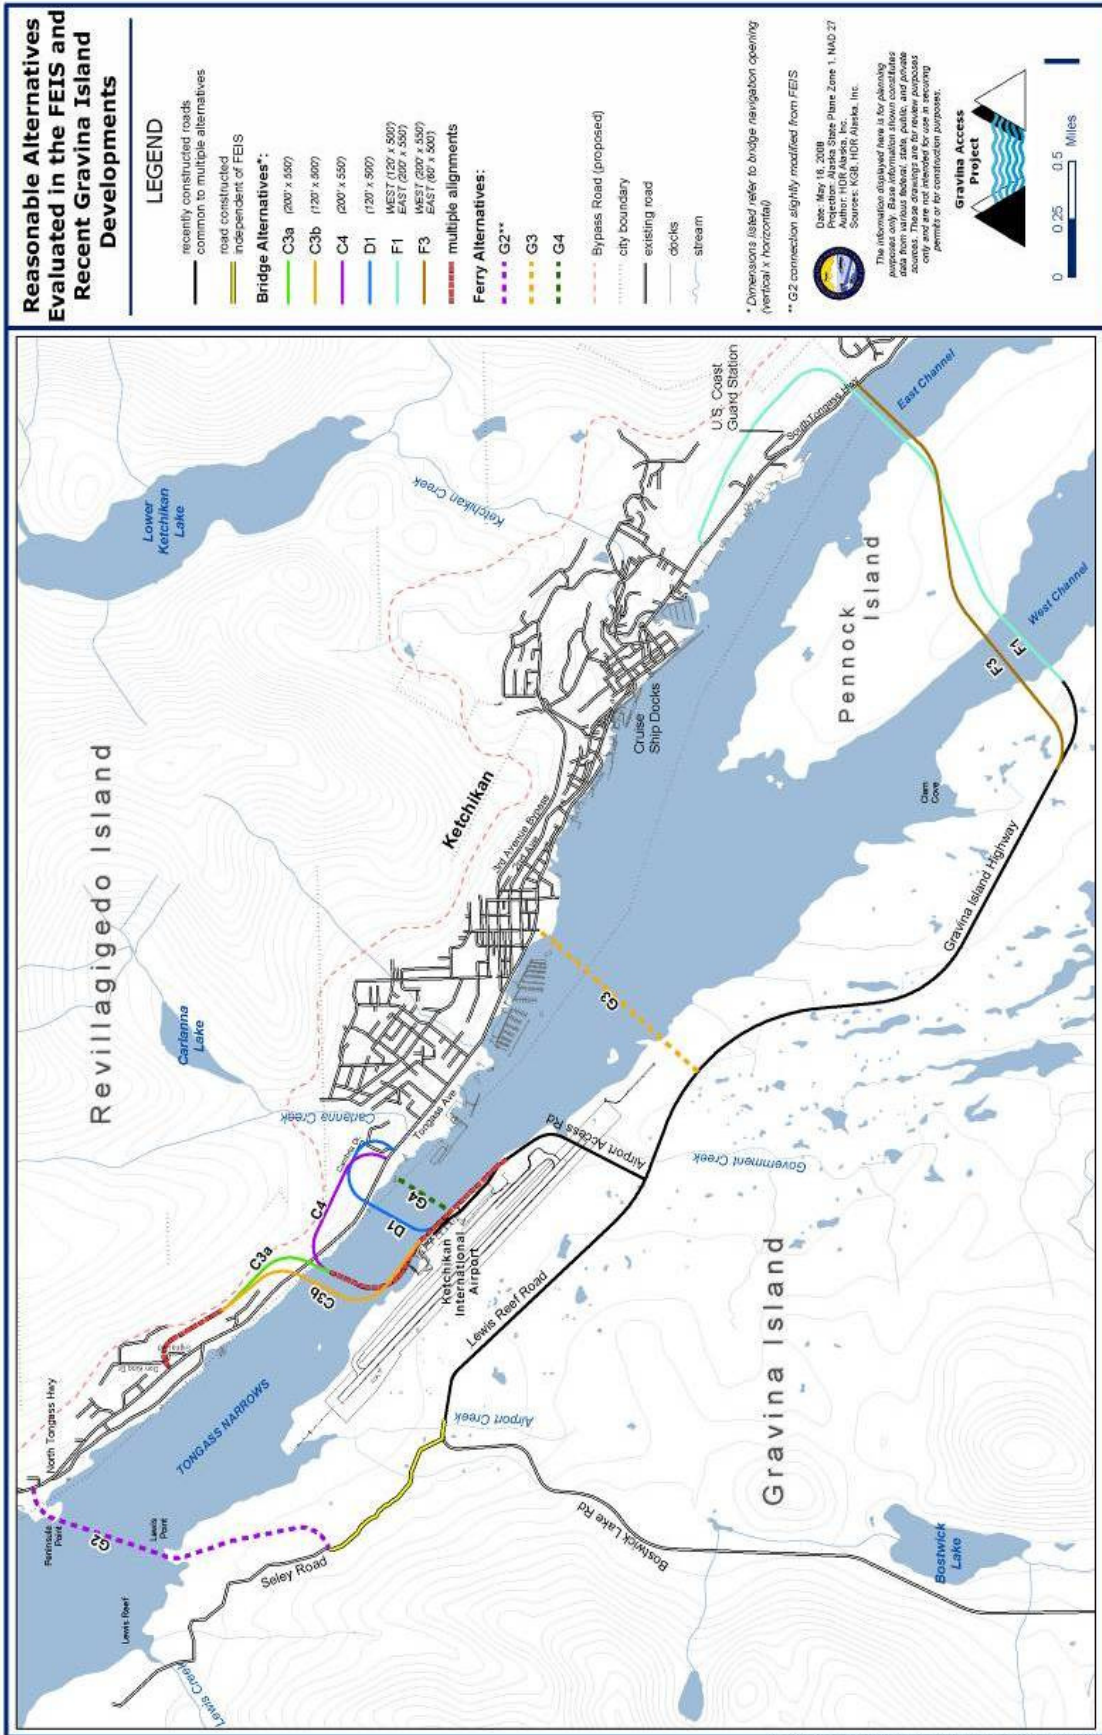 Reasonable Alternatives
Evaluated in the FEIS and
Recent Gravina Island
Developments
LEGEND
recently constructed roads
common to multiple alternatives
road constructed
independent of FEIS
Bridge Alternatives*:
C3a (200' x 550')
C3b (120' x 500')
C4 (200' x 550')
D1 (120' x 500')
F1 WEST (120' x 500')
EAST (200' x 550')
F3 WEST (200' x 550')
EAST (60' x 500')
multiple alignments
Ferry Alternatives:
G2**
G3
G4
Bypass Road (proposed)
city boundary
existing road
docks
stream
* Dimensions listed refer to bridge navigation opening
(vertical x horizontal)
** G2 connection slightly modified from FEIS
Date: May 16, 2008
Projection: Alaska State Plane Zone 1, NAD 27
Author: HDR Alaska, Inc.
Sources: KGB, HDR Alaska, Inc.
The information displayed here is for planning
purposes only. Base information shown constitutes
data from various federal, state, public, and private
sources. These drawings are for review purposes
only and are not intended for use in securing
permits or for construction purposes.
Gravina Access
Project
0 0.25 0.5
Miles
Revillagigedo Island
Lower
Ketchikan
Lake
Carlanna
Lake
Ketchikan Creek
Carlanna Creek
Ketchikan
3rd Avenue Bypass
2nd Ave
Tongass Ave
Cruise
Ship Docks
U.S. Coast
Guard Station
South Tongass Hwy
East Channel
West Channel
Pennock
Island
F3
F1
Clam
Cove
Gravina Island Highway
G3
G4
D1
C4
C3a
C3b
North Tongass Hwy
TONGASS NARROWS
Peninsula
Point
Lewis
Point
G2
Lewis Reef
Lewis Creek
Seley Road
Airport Creek
Ketchikan
International
Airport
Airport Access Rd
Lewis Reef Road
Government Creek
Bostwick Lake Rd
Bostwick
Lake
Gravina Island